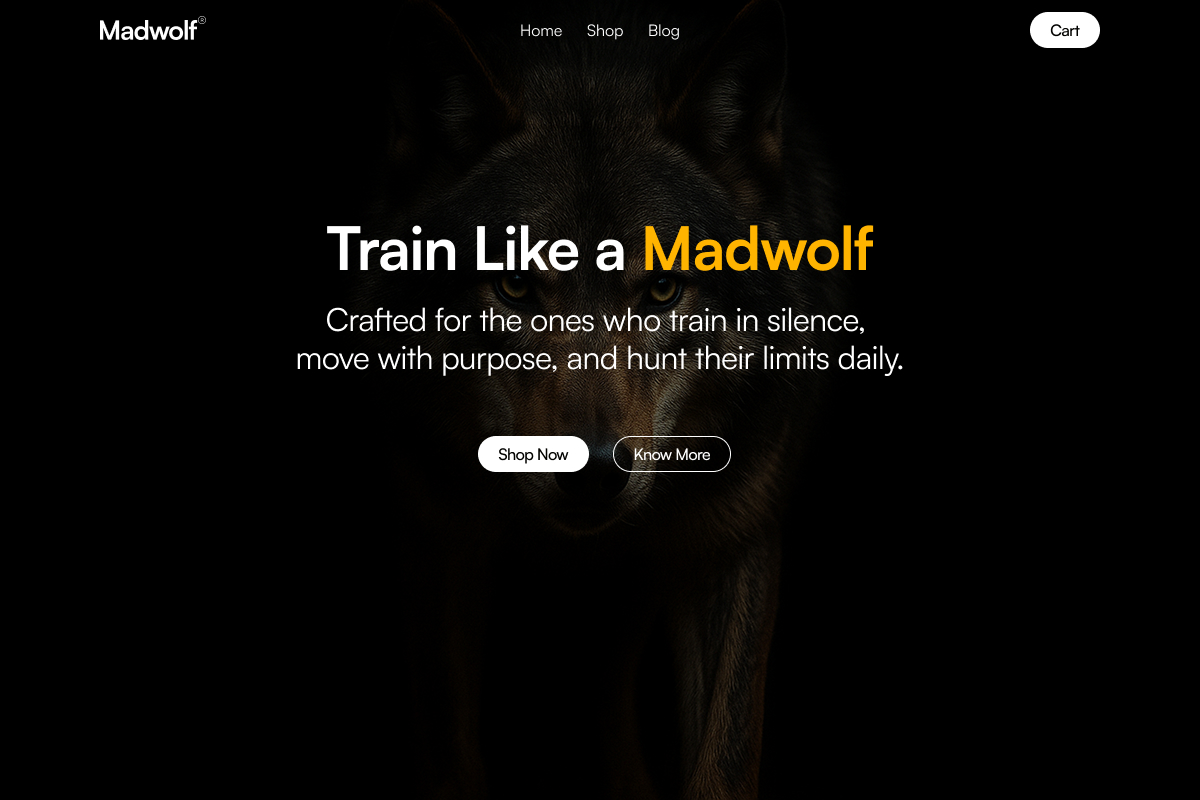 Madwolf®
Home Shop Blog
Cart
Train Like a Madwolf
Crafted for the ones who train in silence,
move with purpose, and hunt their limits daily.
Shop Now
Know More